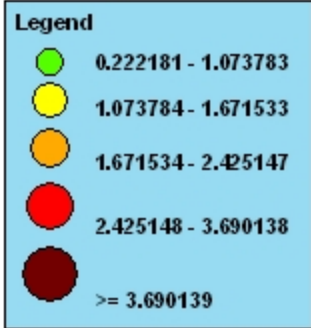 Legend
0.222181 - 1.073783
1.073784 - 1.671533
1.671534 - 2.425147
2.425148 - 3.690138
>= 3.690139